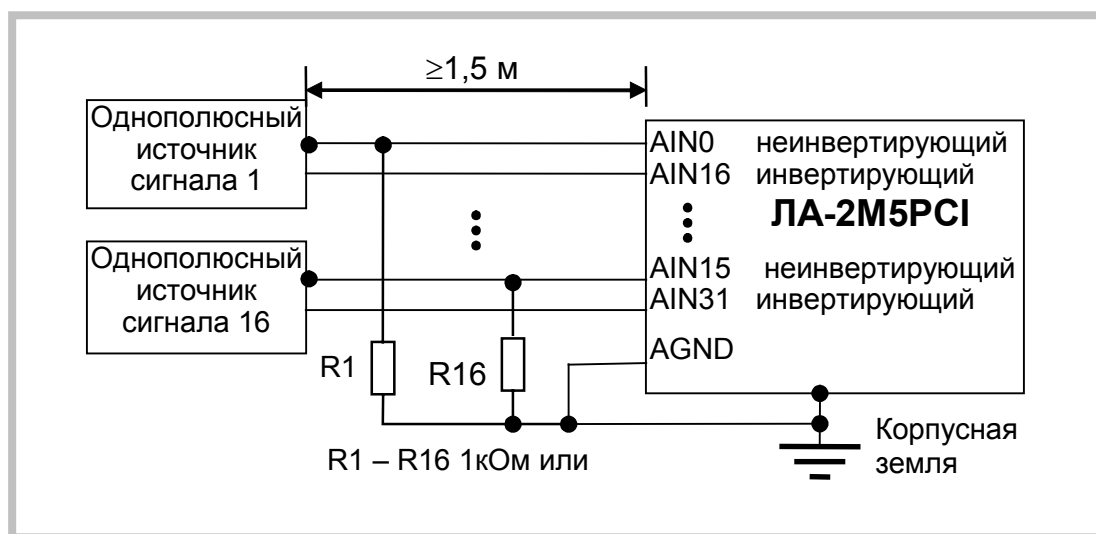 ≥1,5 м
Однополюсный
источник
сигнала 1
AIN0 неинвертирующий
AIN16 инвертирующий
ЛА-2М5PCI
Однополюсный
источник
сигнала 16
AIN15 неинвертирующий
AIN31 инвертирующий
AGND
R1
R16
R1 – R16 1кОм или
Корпусная
земля